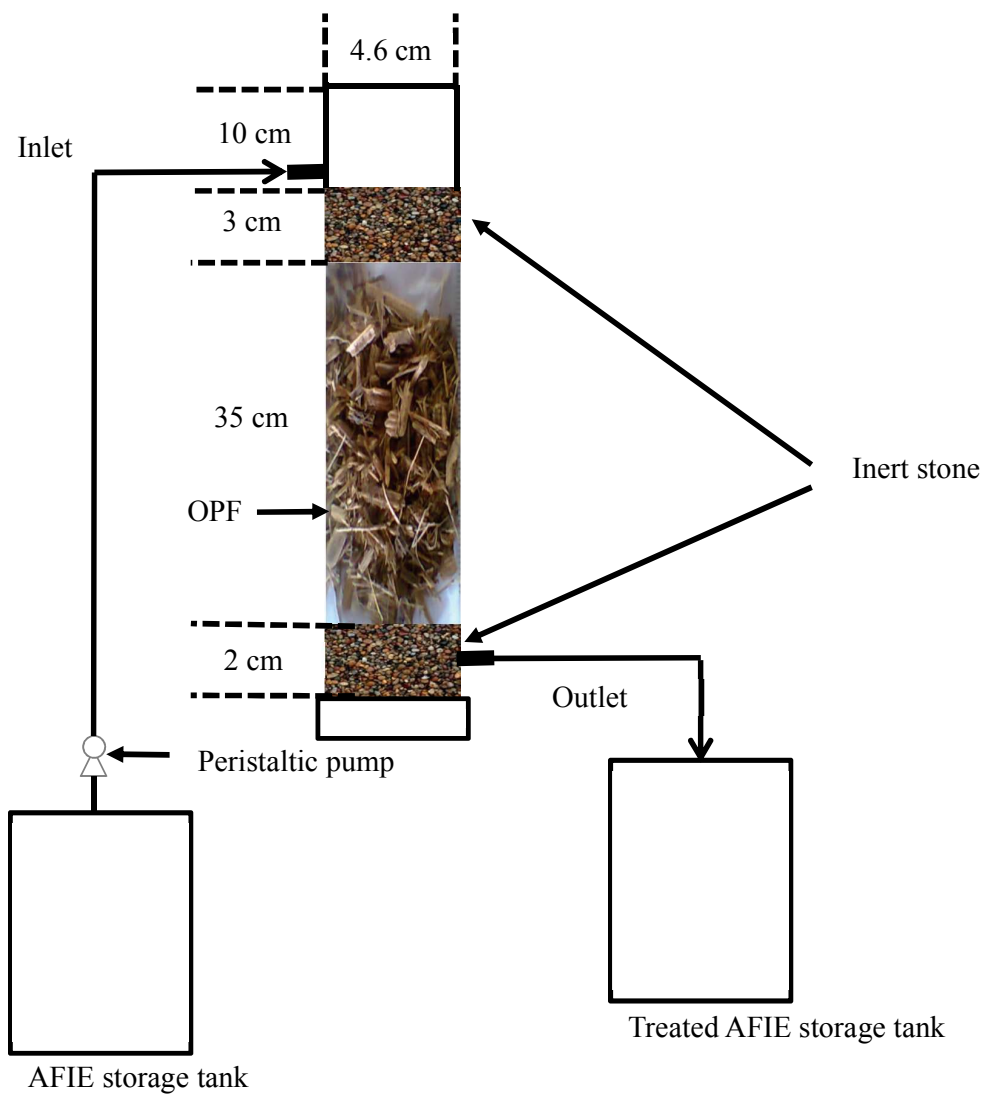 4.6 cm
10 cm
Inlet
3 cm
35 cm
Inert stone
OPF
2 cm
Outlet
Peristaltic pump
Treated AFIE storage tank
AFIE storage tank